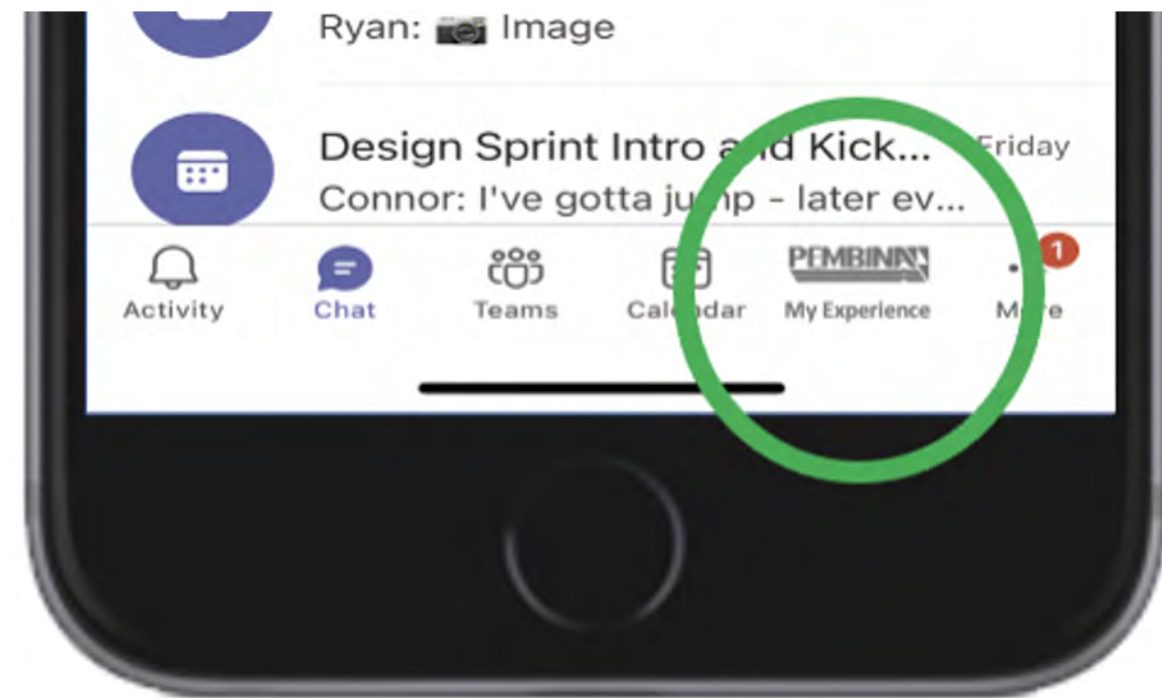 Ryan: 📷 Image
Design Sprint Intro and Kick... Friday
Connor: I've gotta jump – later ev...
PEMBINA 1
Activity Chat Teams Calendar My Experience More